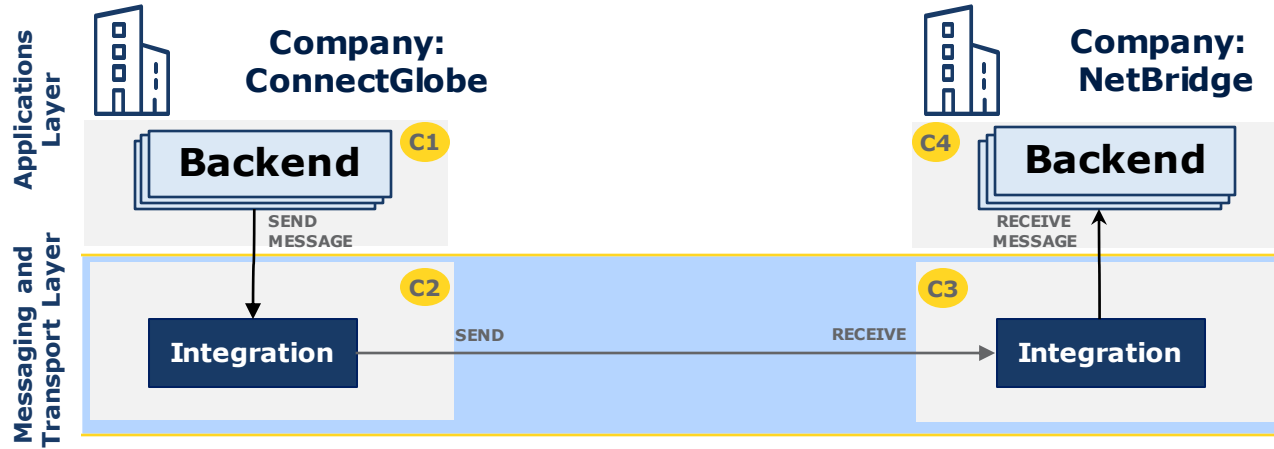 Applications
Layer
Company:
ConnectGlobe
Company:
NetBridge
C1
Backend
C4
Backend
SEND
MESSAGE
RECEIVE
MESSAGE
Messaging and
Transport Layer
C2
C3
Integration
SEND
RECEIVE
Integration